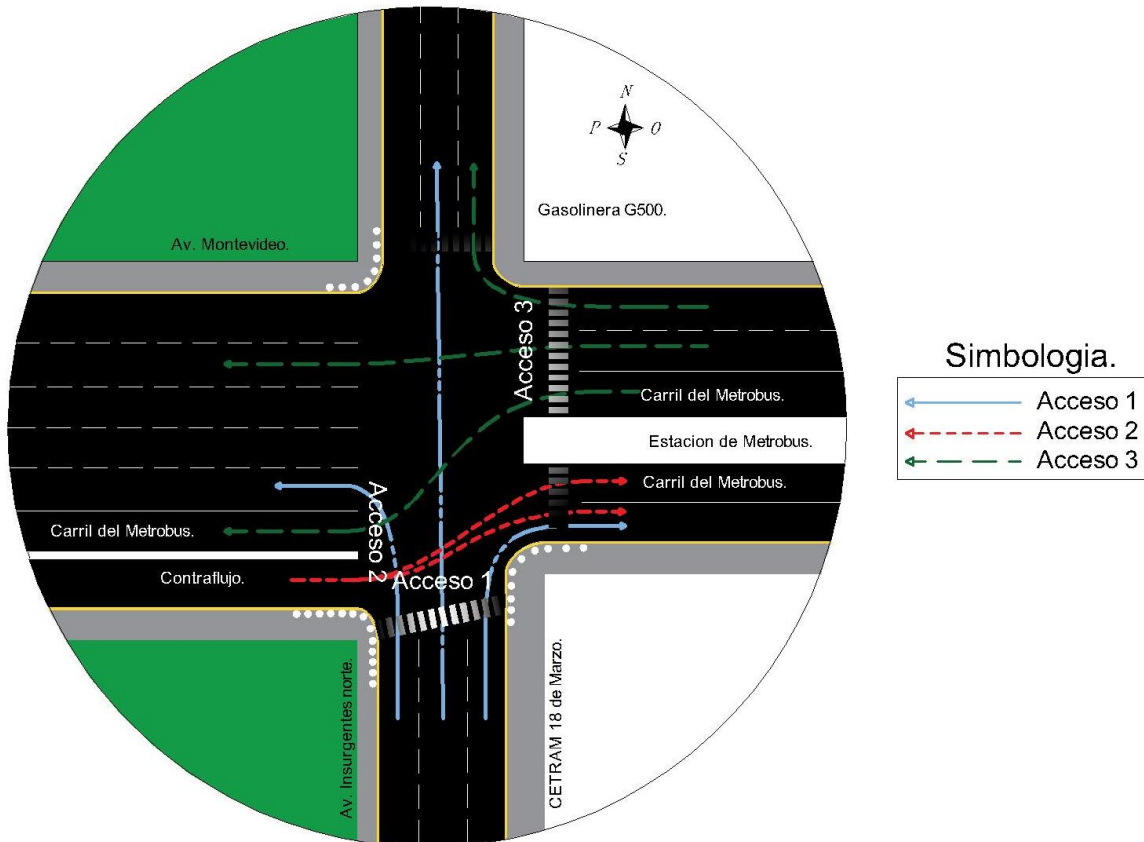 N
P
O
S
Gasolinera G500.
Av. Montevideo.
Acceso 3
Simbologia.
Acceso 1
Acceso 2
Acceso 3
Carril del Metrobus.
Estacion de Metrobus.
Carril del Metrobus.
Acceso 2
Carril del Metrobus.
Contraflujo.
Acceso 1
Av. Insurgentes norte.
CETRAM 18 de Marzo.